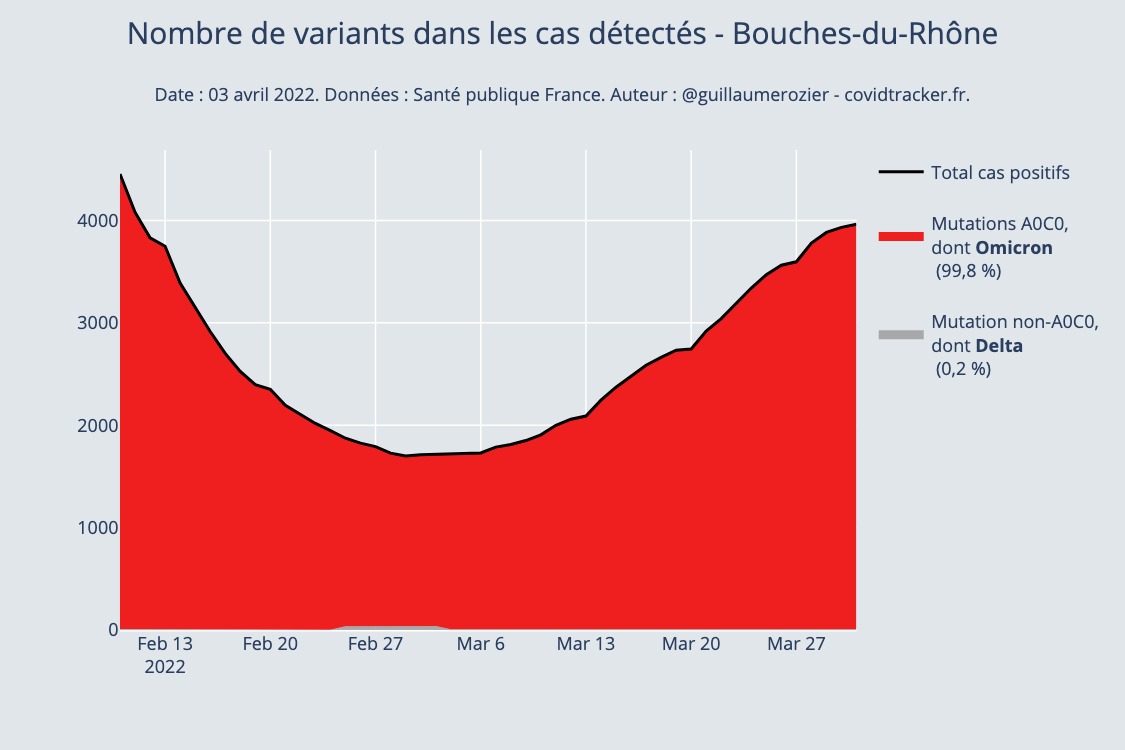 Nombre de variants dans les cas détectés - Bouches-du-Rhône
Date : 03 avril 2022. Données : Santé publique France. Auteur : @guillaumerozier - covidtracker.fr.
Total cas positifs
Mutations A0C0,
dont Omicron
(99,8 %)
Mutation non-A0C0,
dont Delta
(0,2 %)
4000
3000
2000
1000
0
Feb 13
2022
Feb 20
Feb 27
Mar 6
Mar 13
Mar 20
Mar 27